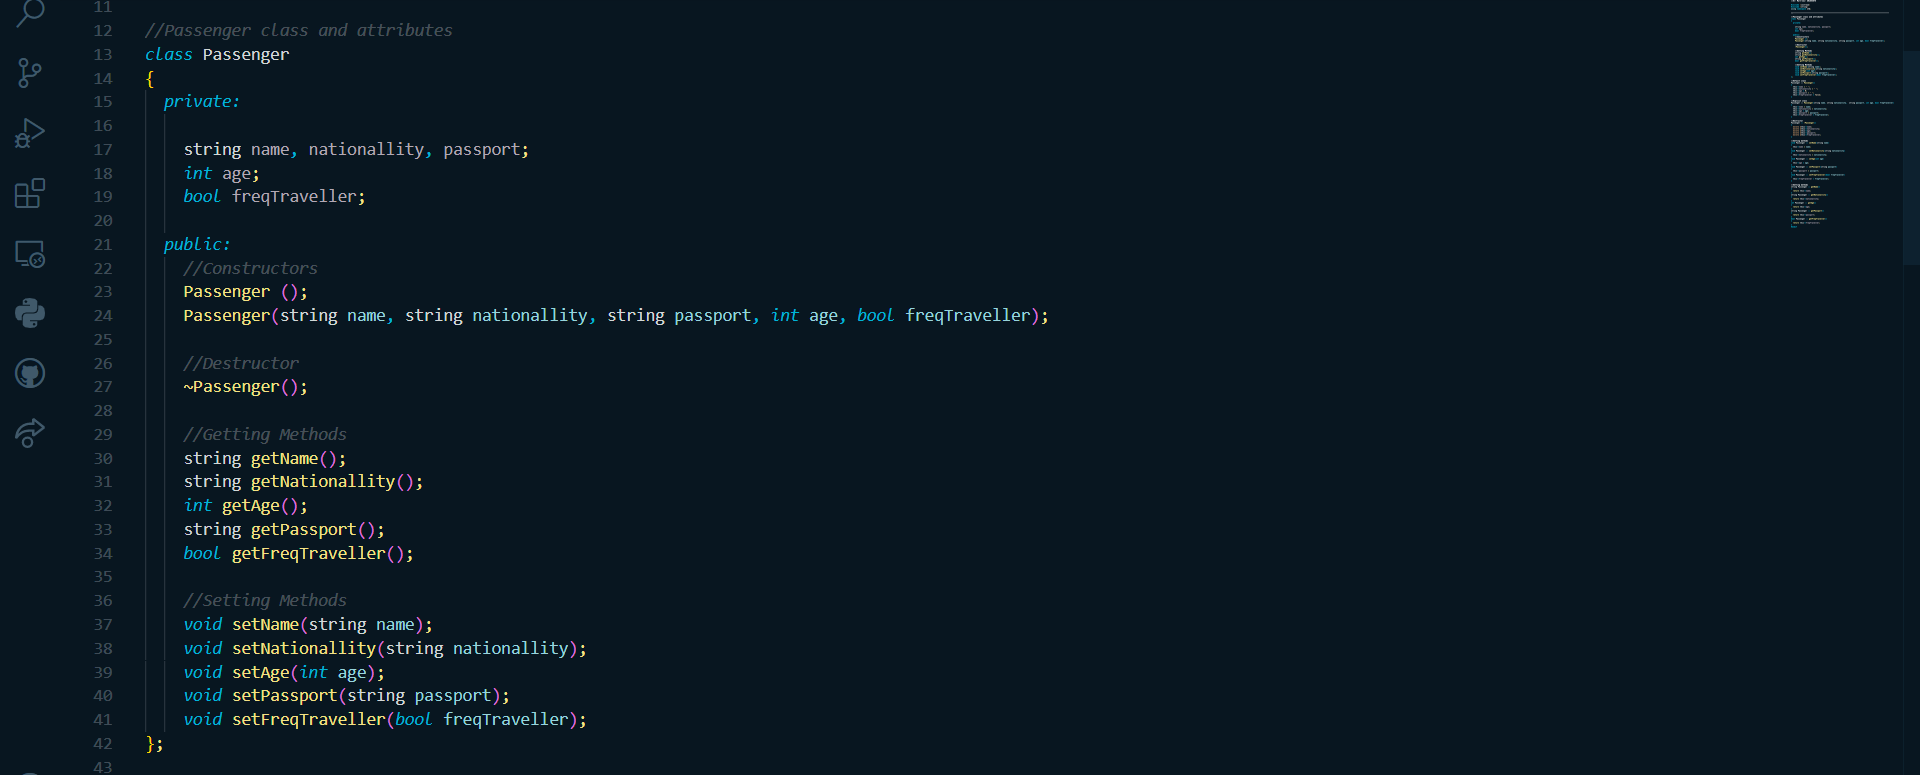 11
12 //Passenger class and attributes
13 class Passenger
14 {
15 private:
16
17 string name, nationallity, passport;
18 int age;
19 bool freqTraveller;
20
21 public:
22 //Constructors
23 Passenger ();
24 Passenger(string name, string nationallity, string passport, int age, bool freqTraveller);
25
26 //Destructor
27 ~Passenger();
28
29 //Getting Methods
30 string getName();
31 string getNationallity();
32 int getAge();
33 string getPassport();
34 bool getFreqTraveller();
35
36 //Setting Methods
37 void setName(string name);
38 void setNationallity(string nationallity);
39 void setAge(int age);
40 void setPassport(string passport);
41 void setFreqTraveller(bool freqTraveller);
42 };
43